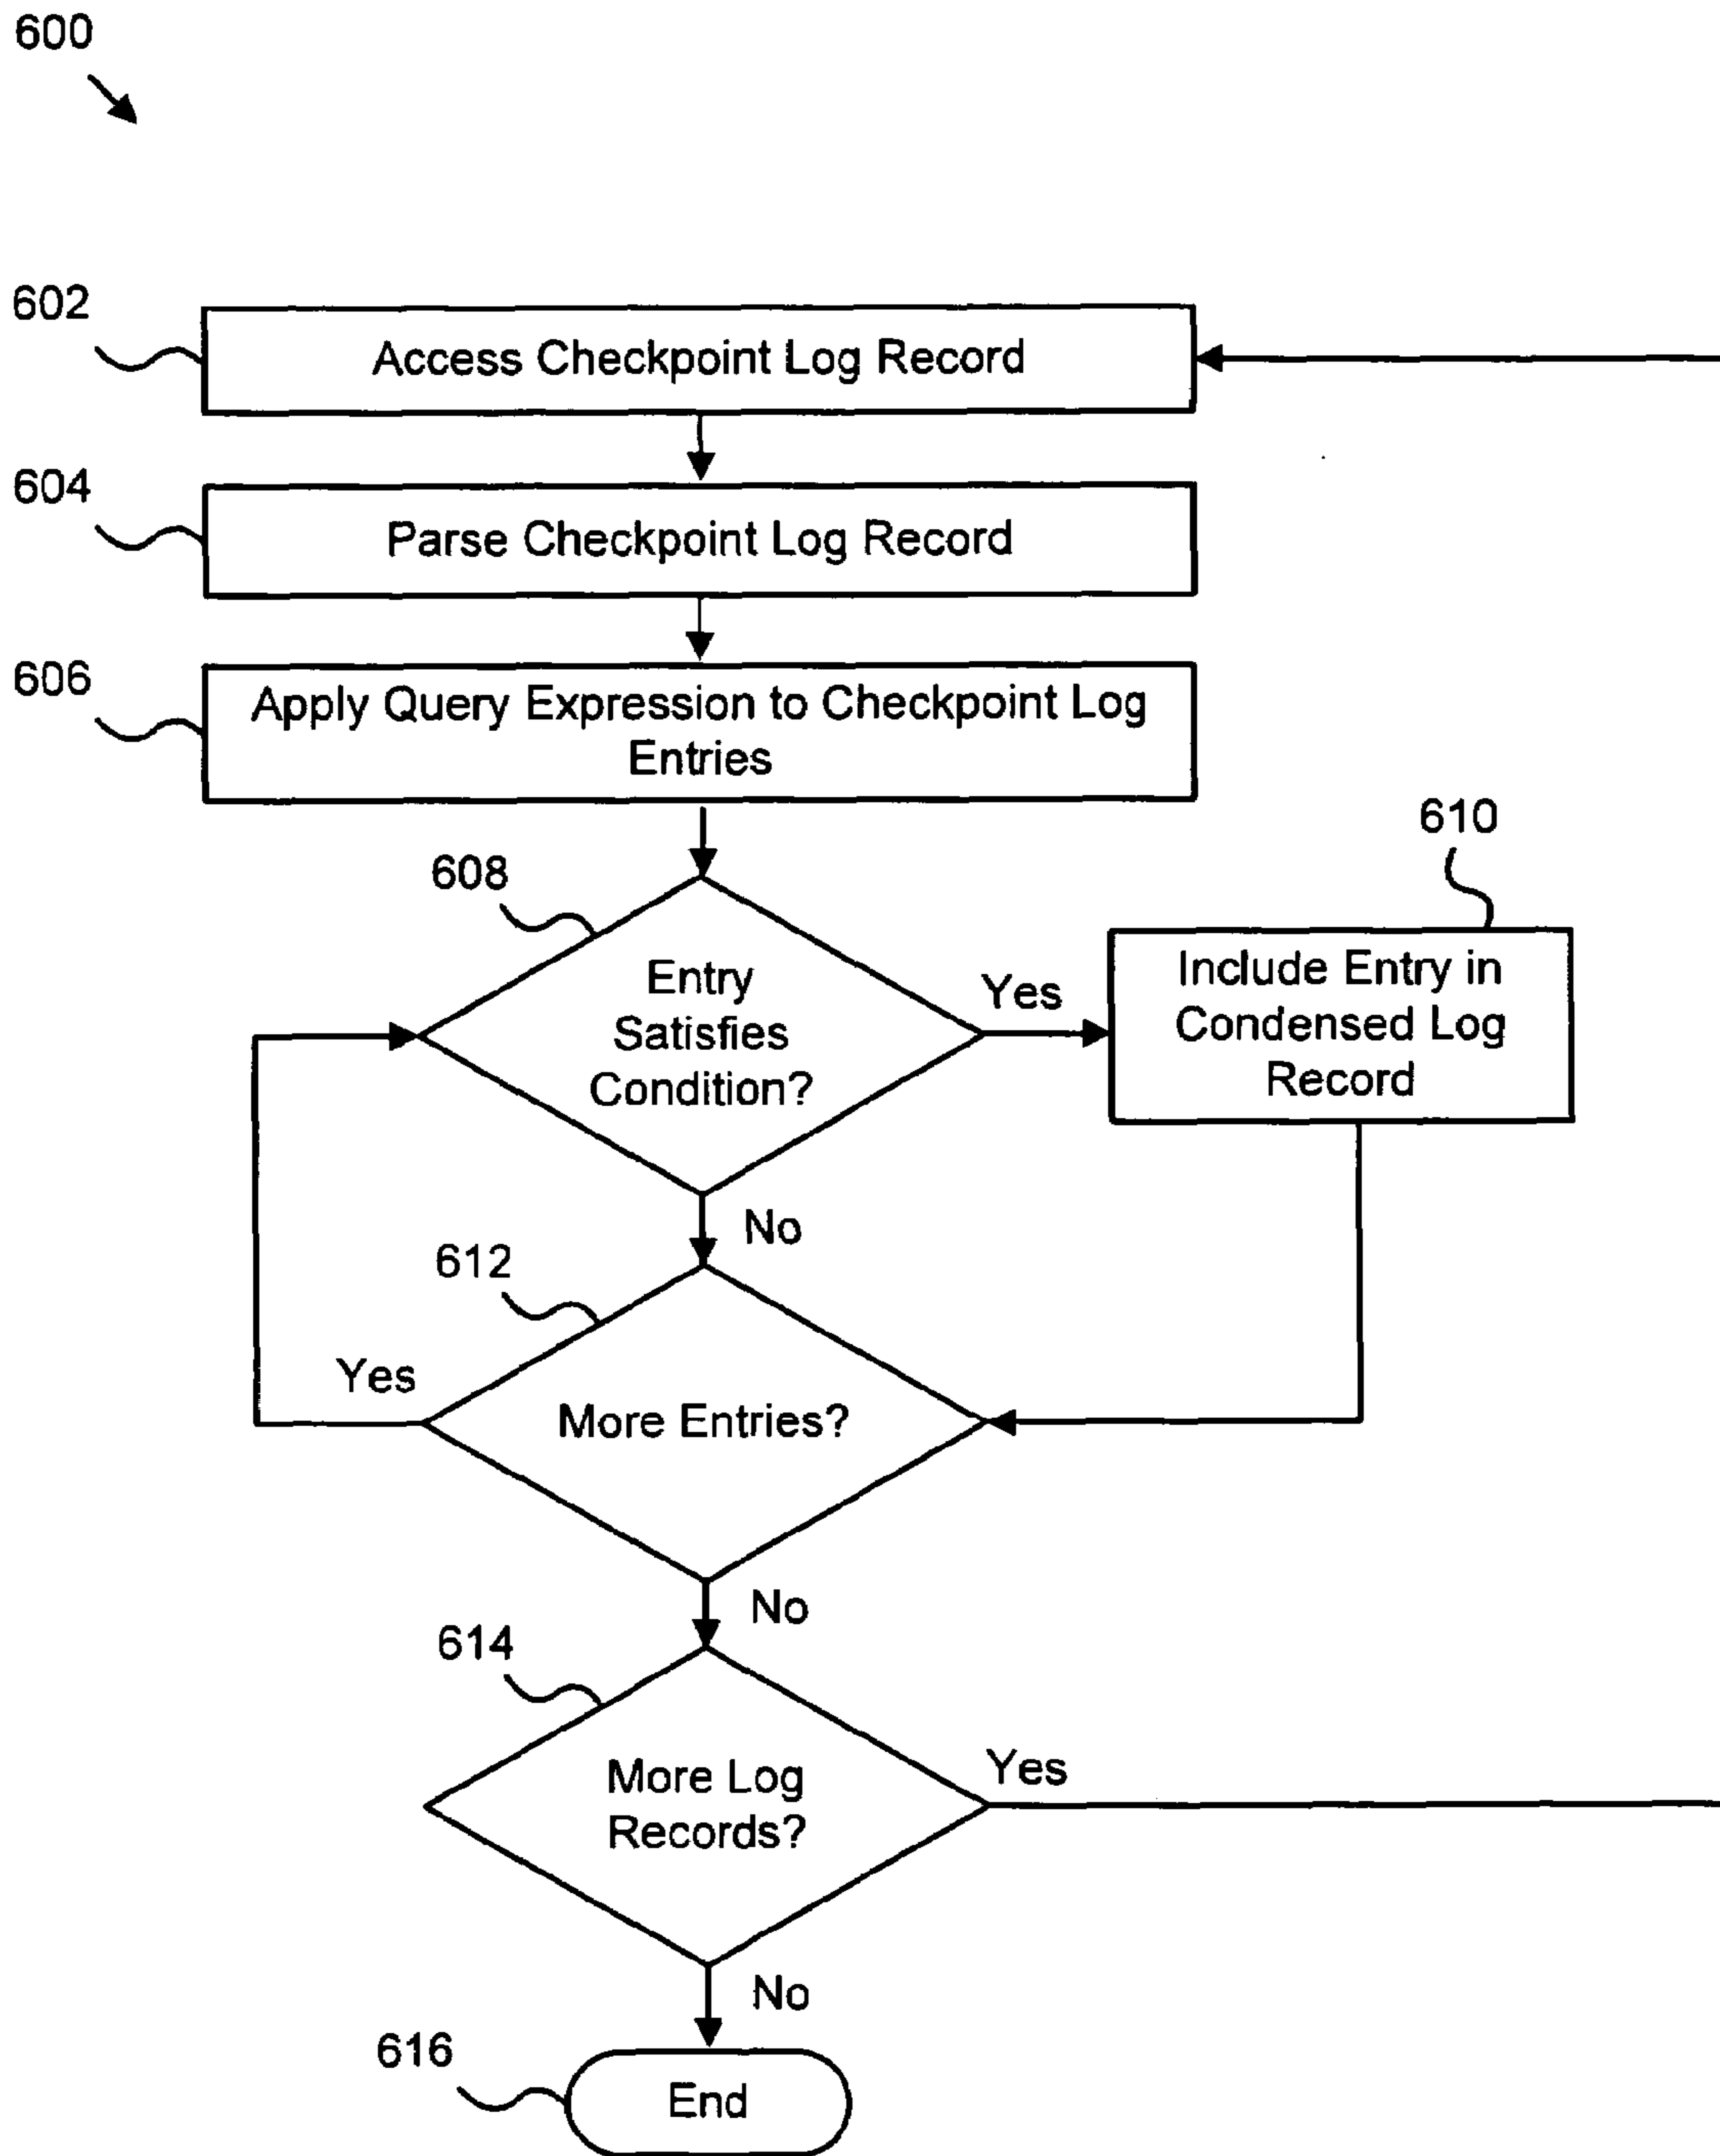 600
602
Access Checkpoint Log Record
604
Parse Checkpoint Log Record
606
Apply Query Expression to Checkpoint Log
Entries
608
610
Entry
Satisfies
Condition?
Yes
Include Entry in
Condensed Log
Record
No
612
Yes
More Entries?
No
614
More Log
Records?
Yes
No
616
End